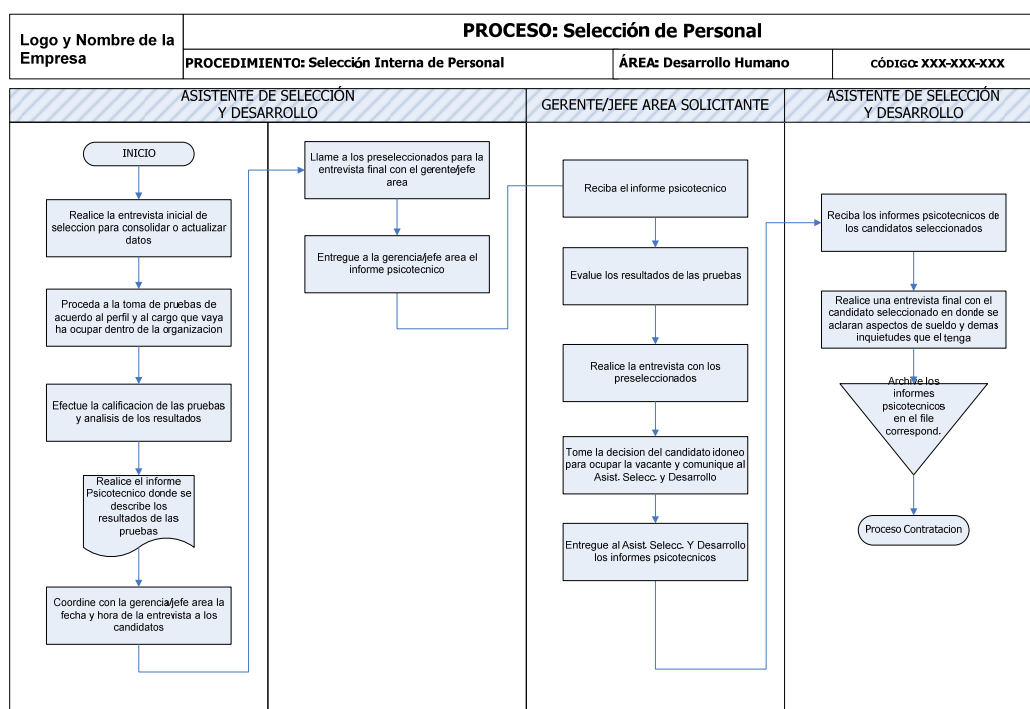 Logo y Nombre de la
Empresa
PROCESO: Selección de Personal
PROCEDIMIENTO: Selección Interna de Personal
ÁREA: Desarrollo Humano
CÓDIGO: XXX-XXX-XXX
ASISTENTE DE SELECCIÓN
Y DESARROLLO
GERENTE/JEFE AREA SOLICITANTE
ASISTENTE DE SELECCIÓN
Y DESARROLLO
INICIO
Realice la entrevista inicial de
seleccion para consolidar o actualizar
datos
Proceda a la toma de pruebas de
acuerdo al perfil y al cargo que vaya
ha ocupar dentro de la organizacion
Efectue la calificacion de las pruebas
y analisis de los resultados
Realice el informe
Psicotecnico donde se
describe los
resultados de las
pruebas
Coordine con la gerencia/jefe area la
fecha y hora de la entrevista a los
candidatos
Llame a los preseleccionados para la
entrevista final con el gerente/jefe
area
Entregue a la gerencia/jefe area el
informe psicotecnico
Reciba el informe psicotecnico
Evalue los resultados de las pruebas
Realice la entrevista con los
preseleccionados
Tome la decision del candidato idoneo
para ocupar la vacante y comunique al
Asist. Selecc. y Desarrollo
Entregue al Asist. Selecc. Y Desarrollo
los informes psicotecnicos
Reciba los informes psicotecnicos de
los candidatos seleccionados
Realice una entrevista final con el
candidato seleccionado en donde se
aclaran aspectos de sueldo y demas
inquietudes que el tenga
Archive los
informes
psicotecnicos
en el file
correspond.
Proceso Contratacion